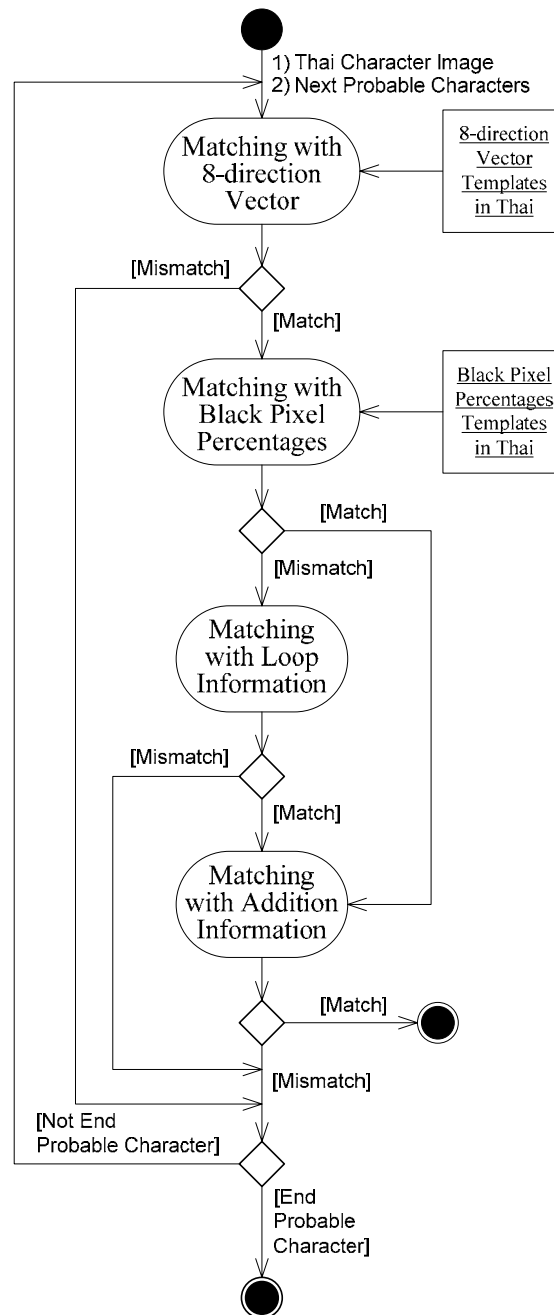 1) Thai Character Image
2) Next Probable Characters
Matching with
8-direction
Vector
8-direction
Vector
Templates
in Thai
[Mismatch]
[Match]
Matching with
Black Pixel
Percentages
Black Pixel
Percentages
Templates
in Thai
[Match]
[Mismatch]
Matching
with Loop
Information
[Mismatch]
[Match]
Matching
with Addition
Information
[Match]
[Mismatch]
[Not End
Probable Character]
[End
Probable
Character]